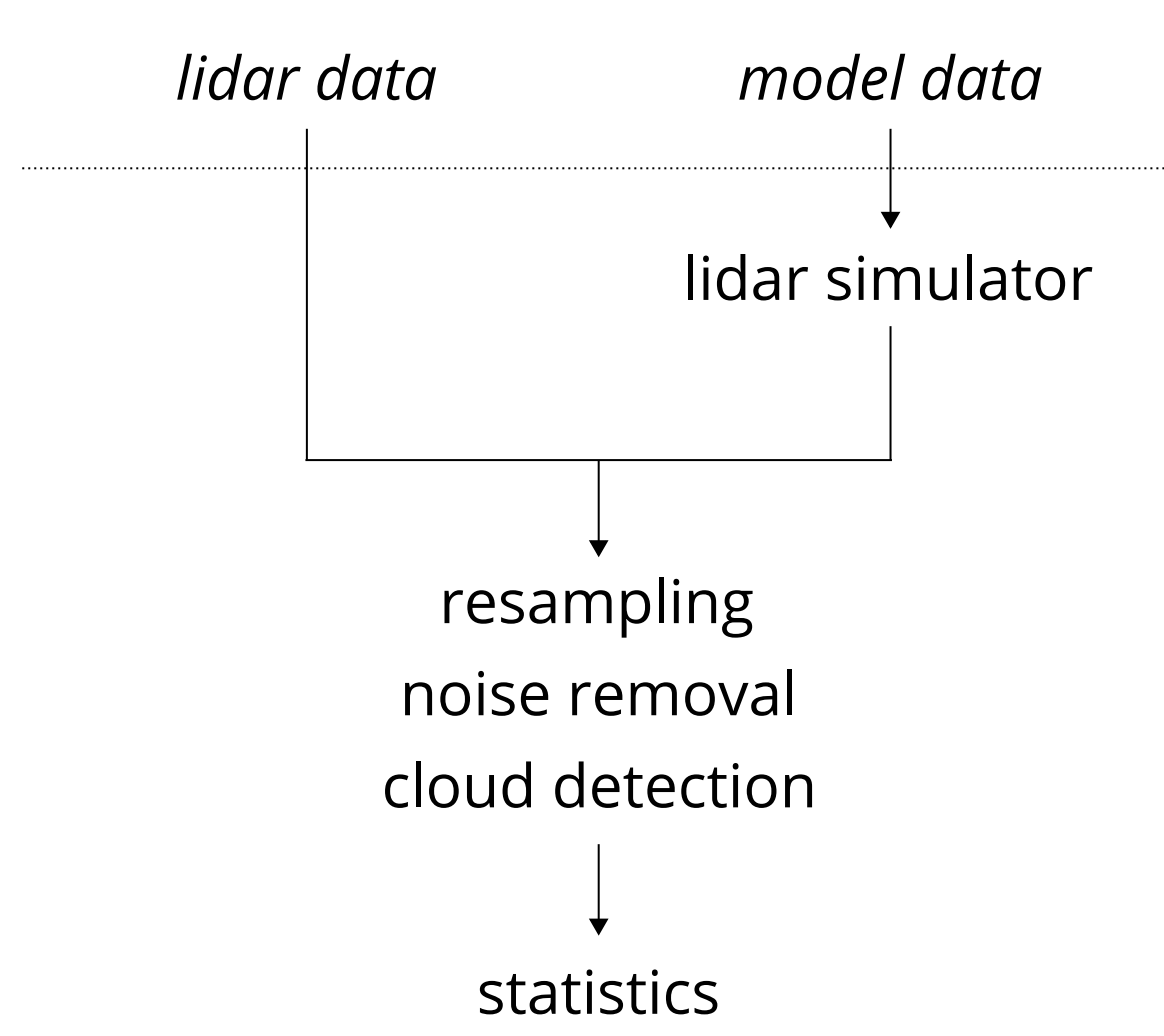 lidar data
model data
lidar simulator
resampling
noise removal
cloud detection
statistics